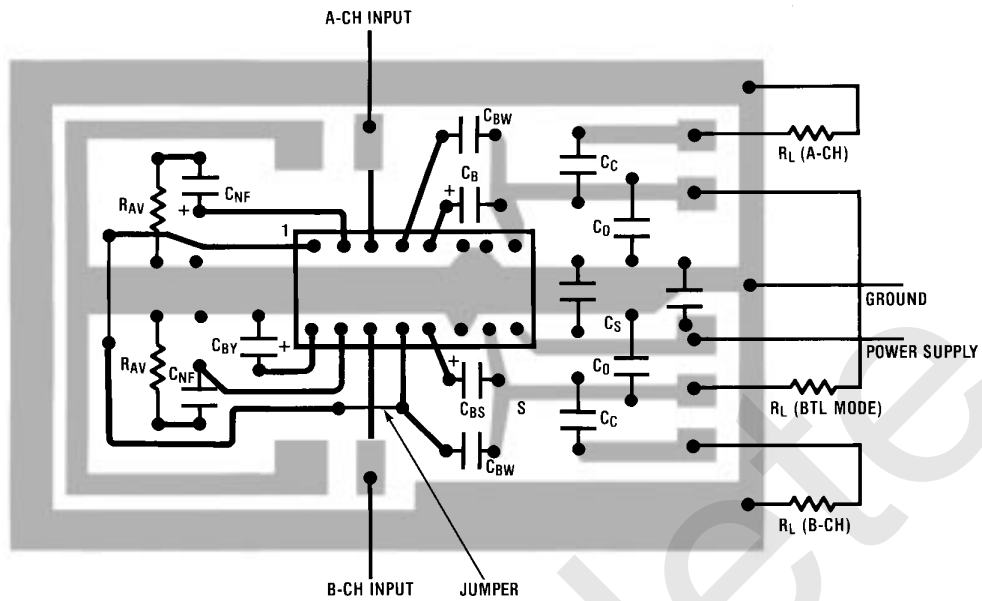 A-CH INPUT
CBW
CC
RL (A-CH)
CB
+
RAV
CNF
+
1
CO
GROUND
CS
POWER SUPPLY
CBY
+
RAV
CNF
+
CO
CBS
S
CC
RL (BTL MODE)
CBW
RL (B-CH)
B-CH INPUT
JUMPER
lete